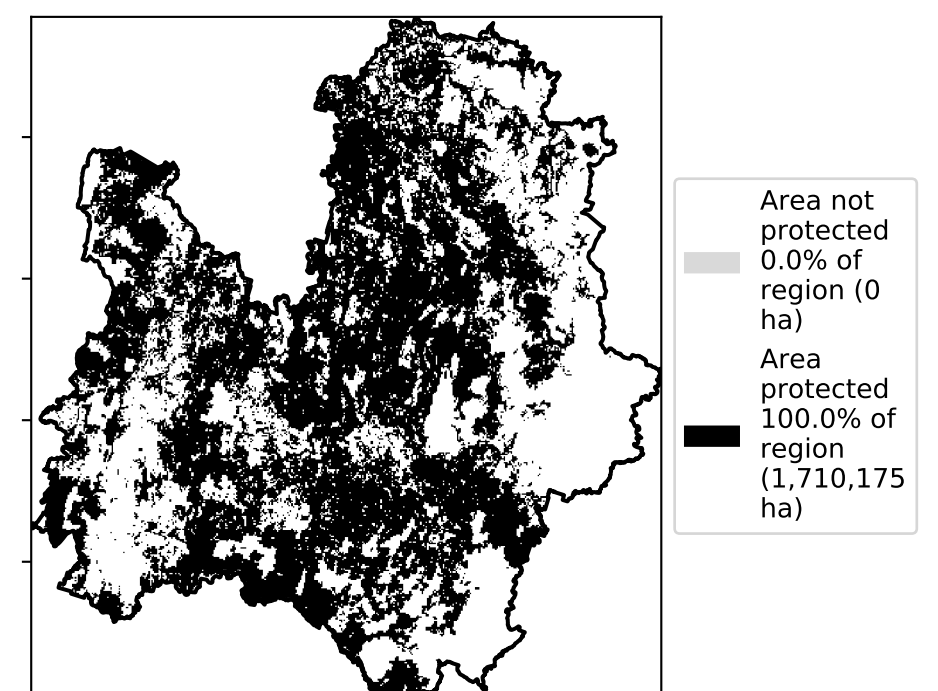 Area not
protected
0.0% of
region (0
ha)
Area
protected
100.0% of
region
(1,710,175
ha)